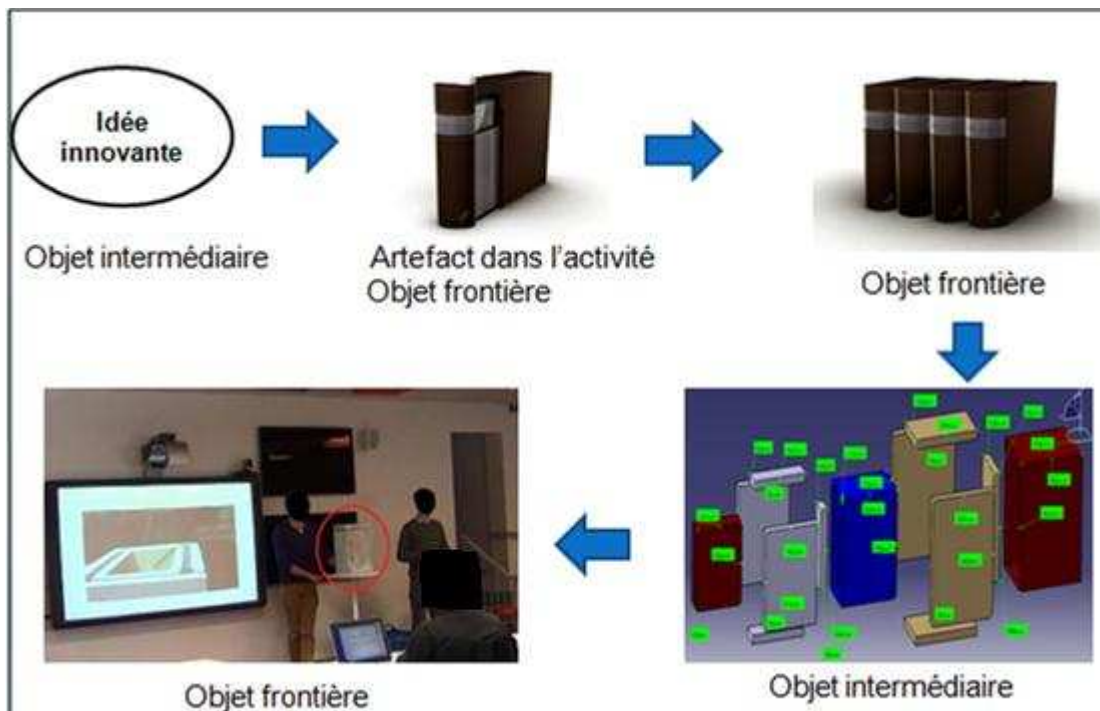 Idée
innovante
Objet intermédiaire
Artefact dans l'activité
Objet frontière
Objet frontière
Objet intermédiaire
Objet frontière